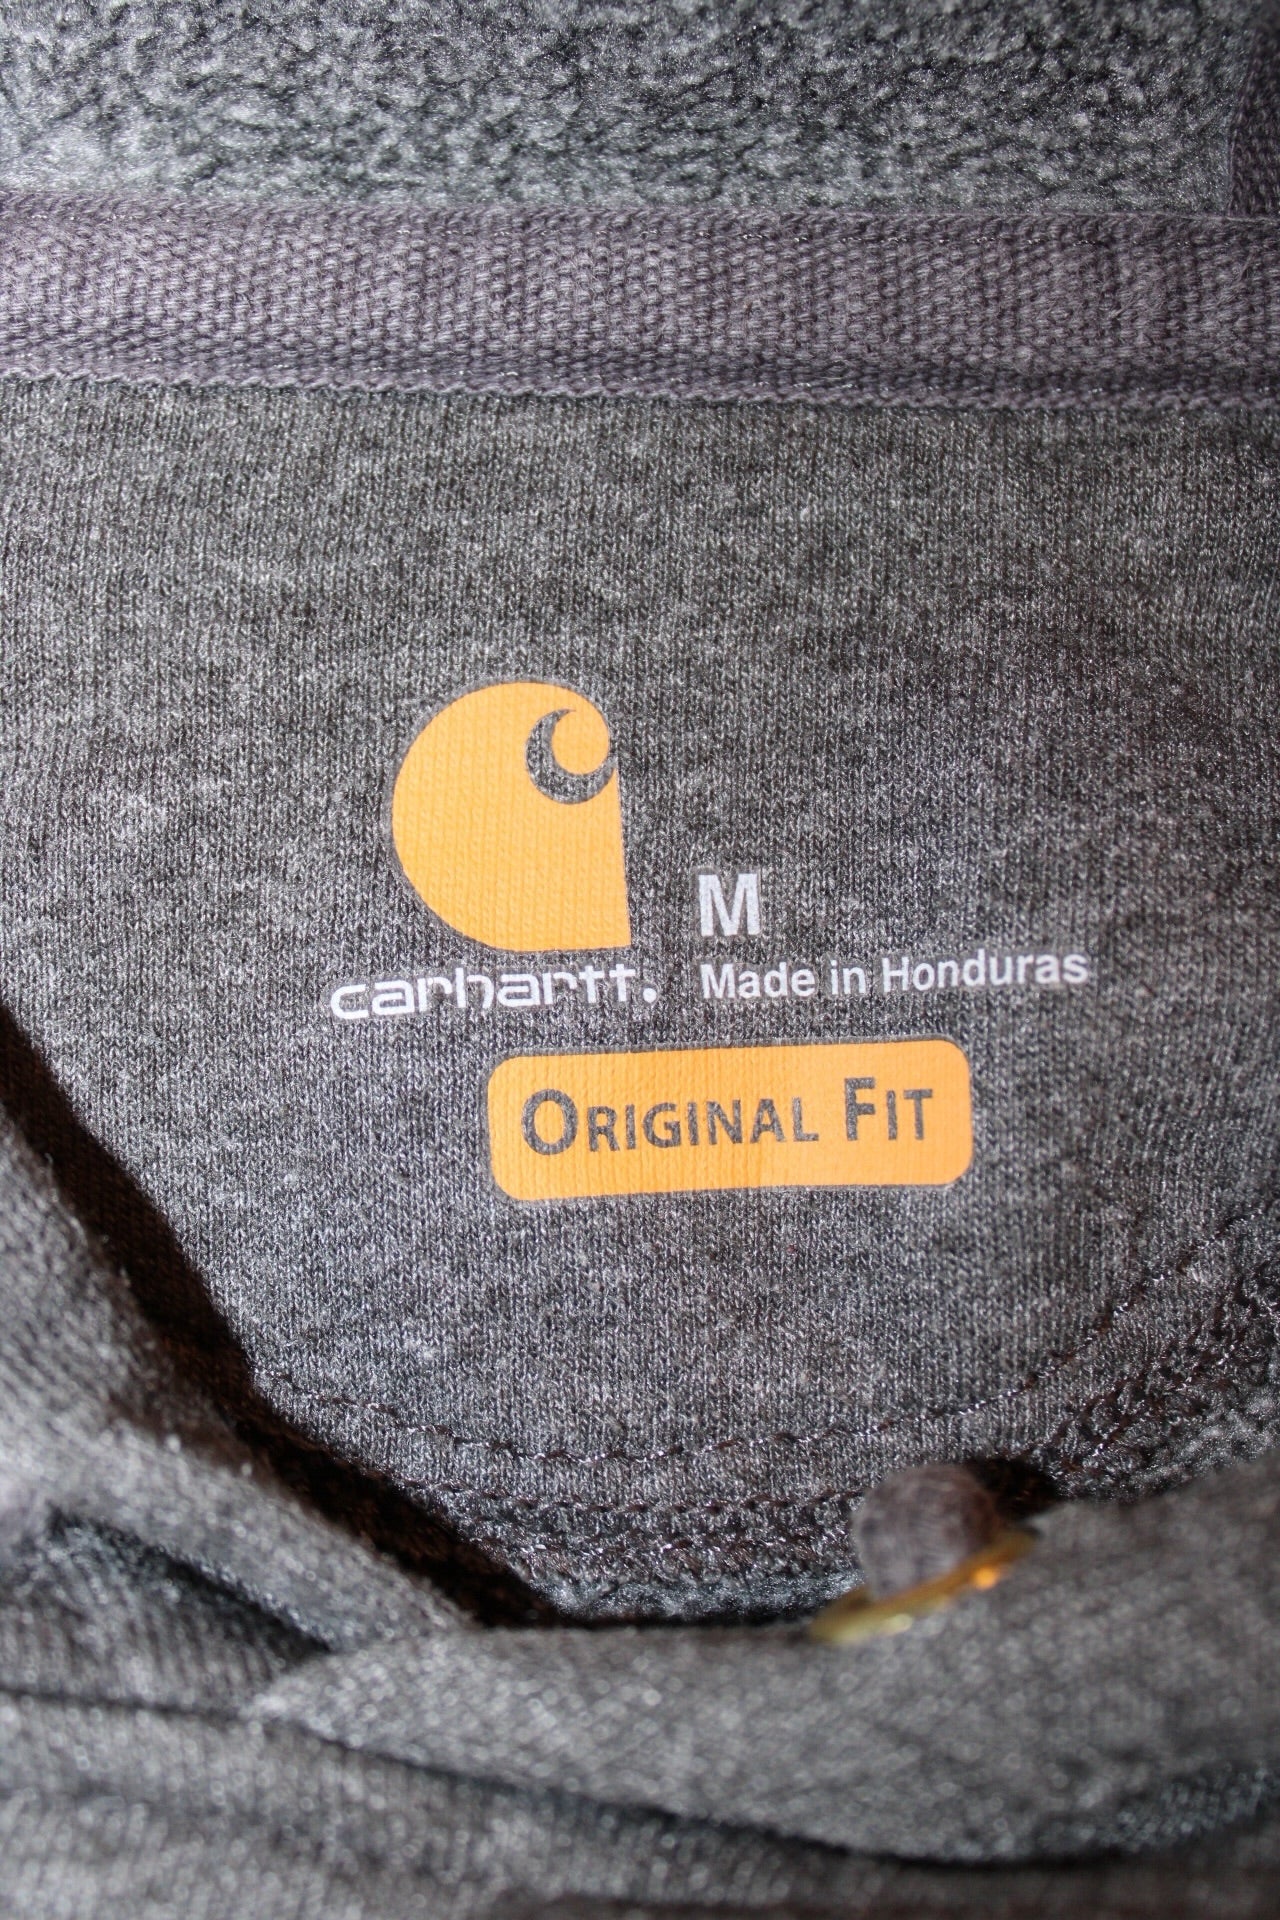 M
carhartt.
Made in Honduras
ORIGINAL FIT